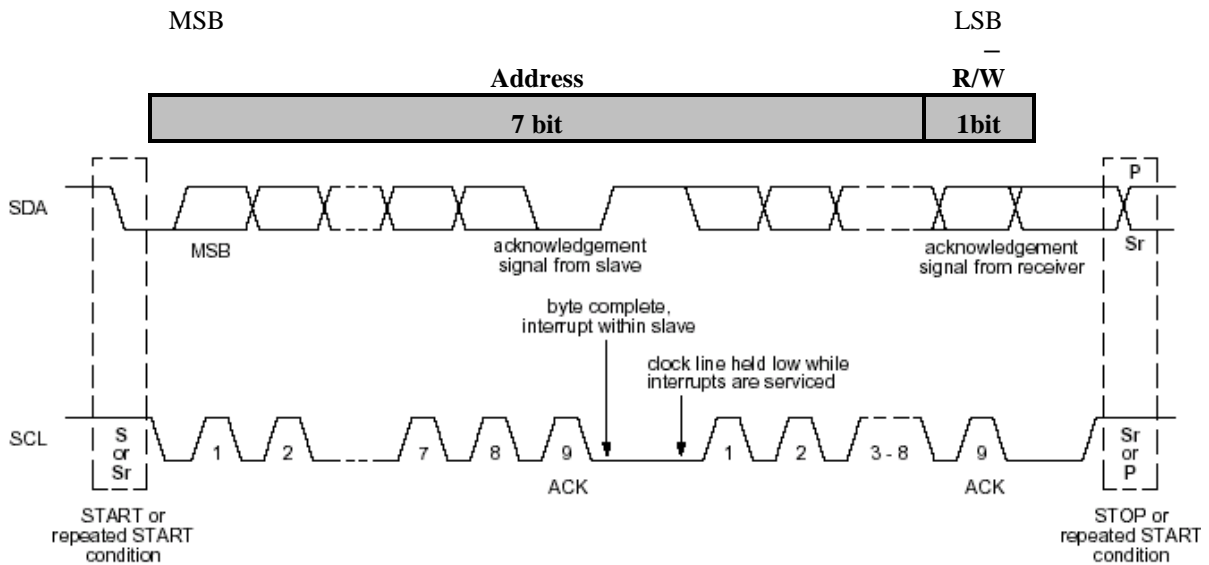 MSB LSB
Address R/W
7 bit 1bit
P
SDA
MSB
acknowledgement
signal from slave
acknowledgement
signal from receiver
Sr
byte complete,
interrupt within slave
clock line held low while
interrupts are serviced
SCL
S
or
Sr
1 2 7 8 9 1 2 3 - 8 9
Sr
or
P
ACK ACK
START or
repeated START
condition
STOP or
repeated START
condition